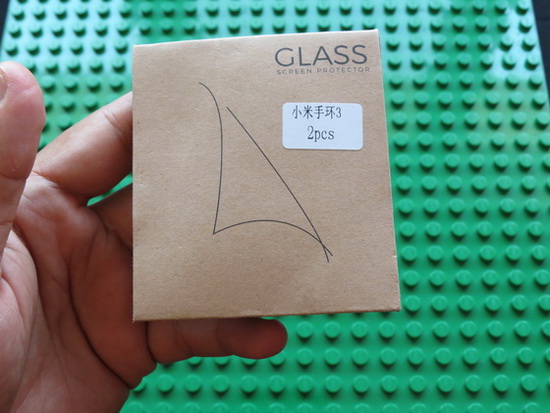 GLASS
SCREEN PROTECTOR
小米手环3
2pcs